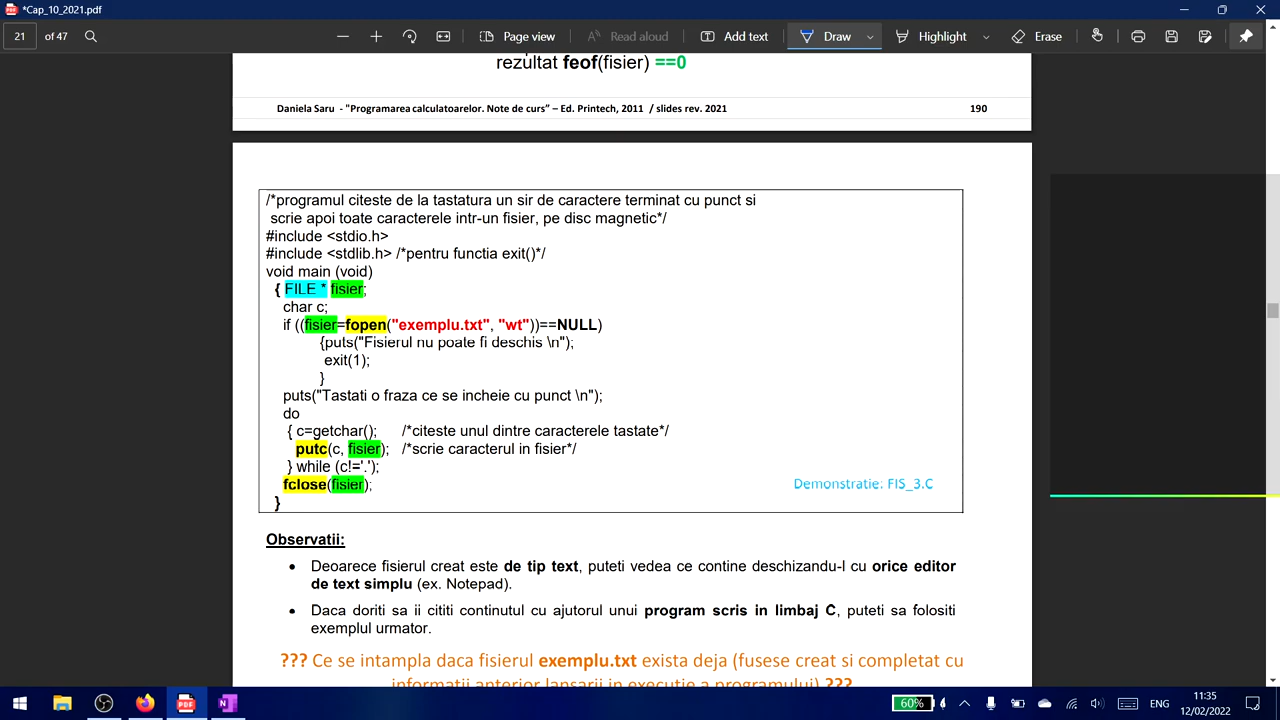 *Cap_10_2021.pdf
21 of 47 Page view Read aloud Add text Draw Highlight Erase
rezultat feof(fisier) ==0
Daniela Saru - "Programarea calculatoarelor. Note de curs" – Ed. Printech, 2011 / slides rev. 2021 190
/*programul citeste de la tastatura un sir de caractere terminat cu punct si
scrie apoi toate caracterele intr-un fisier, pe disc magnetic*/
#include <stdio.h>
#include <stdlib.h> /*pentru functia exit()*/
void main (void)
{ FILE * fisier;
char c;
if ((fisier=fopen("exemplu.txt", "wt"))==NULL)
{puts("Fisierul nu poate fi deschis \n");
exit(1);
}
puts("Tastati o fraza ce se incheie cu punct \n");
do
{ c=getchar(); /*citeste unul dintre caracterele tastate*/
putc(c, fisier); /*scrie caracterul in fisier*/
} while (c!='.');
fclose(fisier);
Demonstratie: FIS_3.C
}
Observatii:
• Deoarece fisierul creat este de tip text, puteti vedea ce contine deschizandu-l cu orice editor
de text simplu (ex. Notepad).
• Daca doriti sa ii cititi continutul cu ajutorul unui program scris in limbaj C, puteti sa folositi
exemplul urmator.
??? Ce se intampla daca fisierul exemplu.txt exista deja (fusese creat si completat cu
informatii anterior lansarii in executie a programului) ???
60% ENG 11:35
12/02/2022